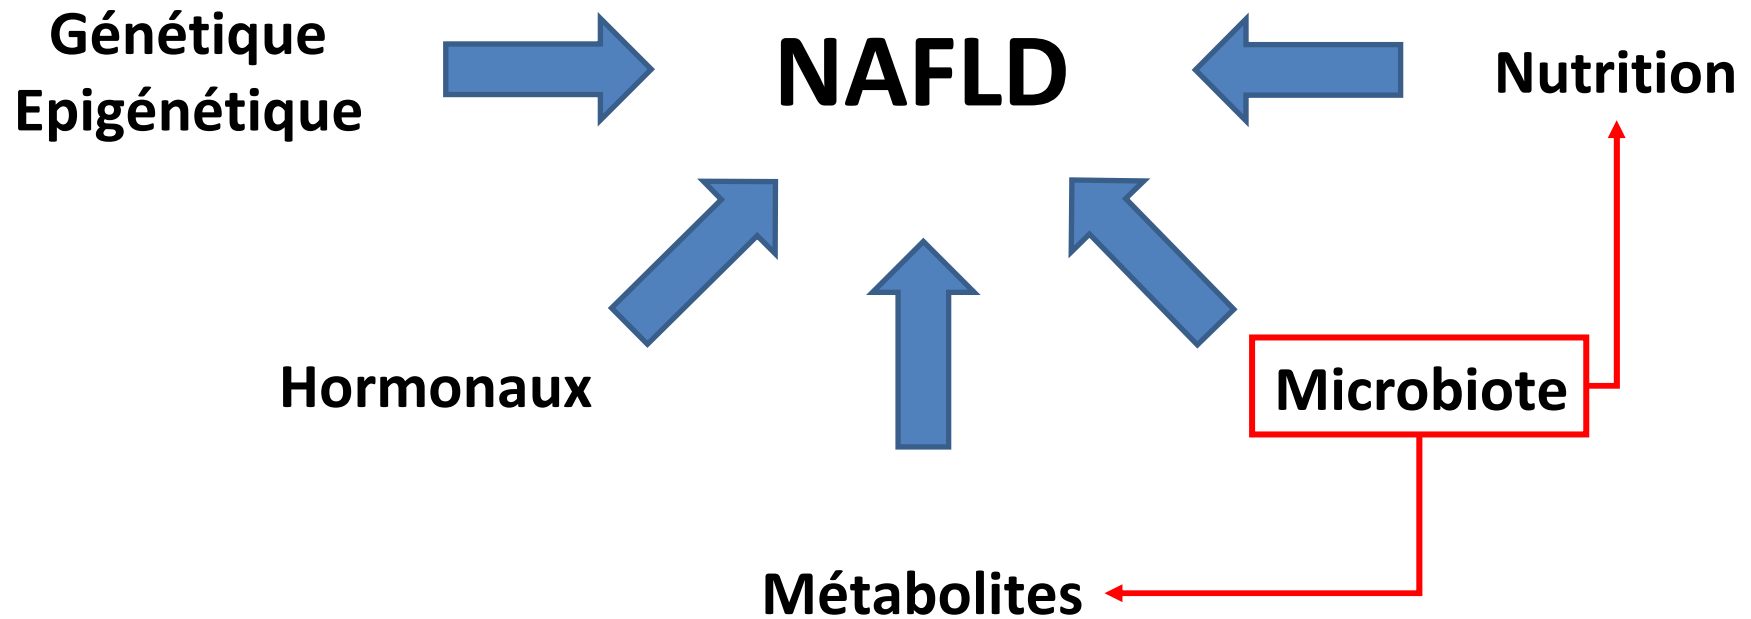 Génétique
Epigénétique
NAFLD
Nutrition
Hormonaux
Microbiote
Métabolites